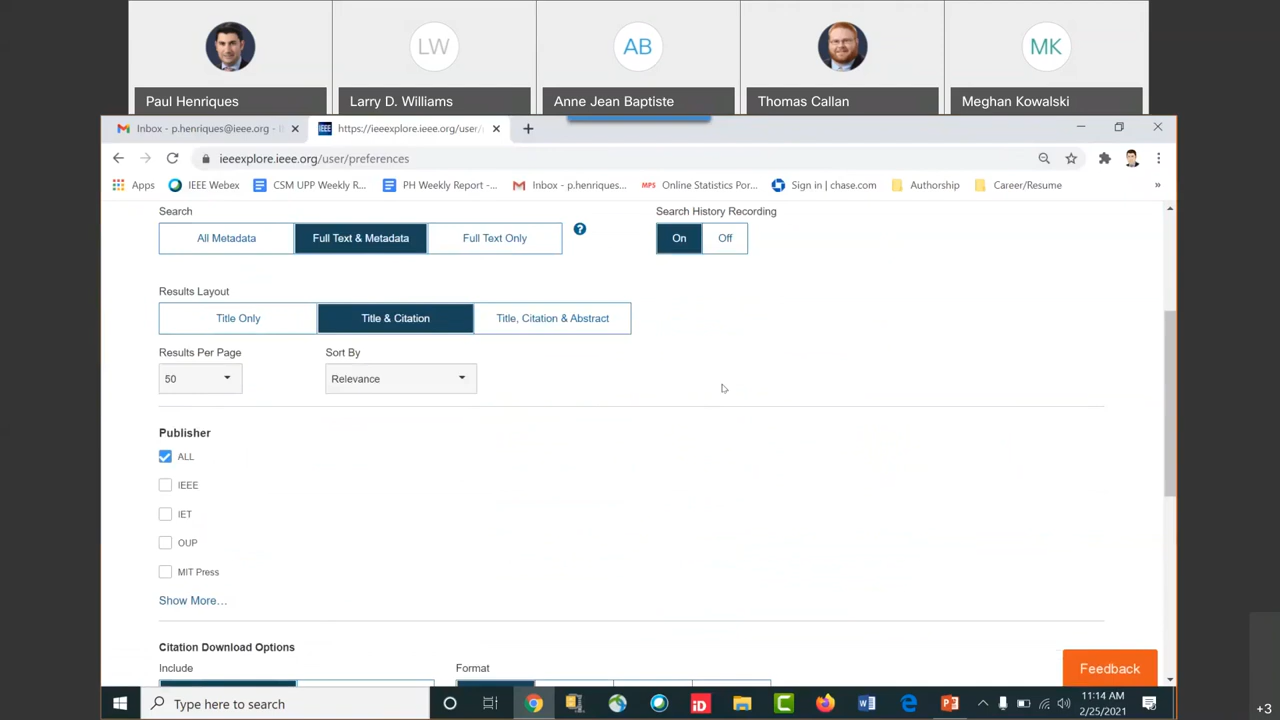 LW
AB
MK
Paul Henriques
Larry D. Williams
Anne Jean Baptiste
Thomas Callan
Meghan Kowalski
Inbox - p.henriques@ieee.org -
https://ieeexplore.ieee.org/user/
ieeexplore.ieee.org/user/preferences
Apps
IEEE Webex
CSM UPP Weekly R...
PH Weekly Report -...
Inbox - p.henriques...
MPS Online Statistics Por...
Sign in | chase.com
Authorship
Career/Resume
»
Search
Search History Recording
All Metadata
Full Text & Metadata
Full Text Only
?
On
Off
Results Layout
Title Only
Title & Citation
Title, Citation & Abstract
Results Per Page
Sort By
50
Relevance
Publisher
ALL
IEEE
IET
OUP
MIT Press
Show More...
Citation Download Options
Include
Format
Feedback
Type here to search
iD
11:14 AM
2/25/2021
+3